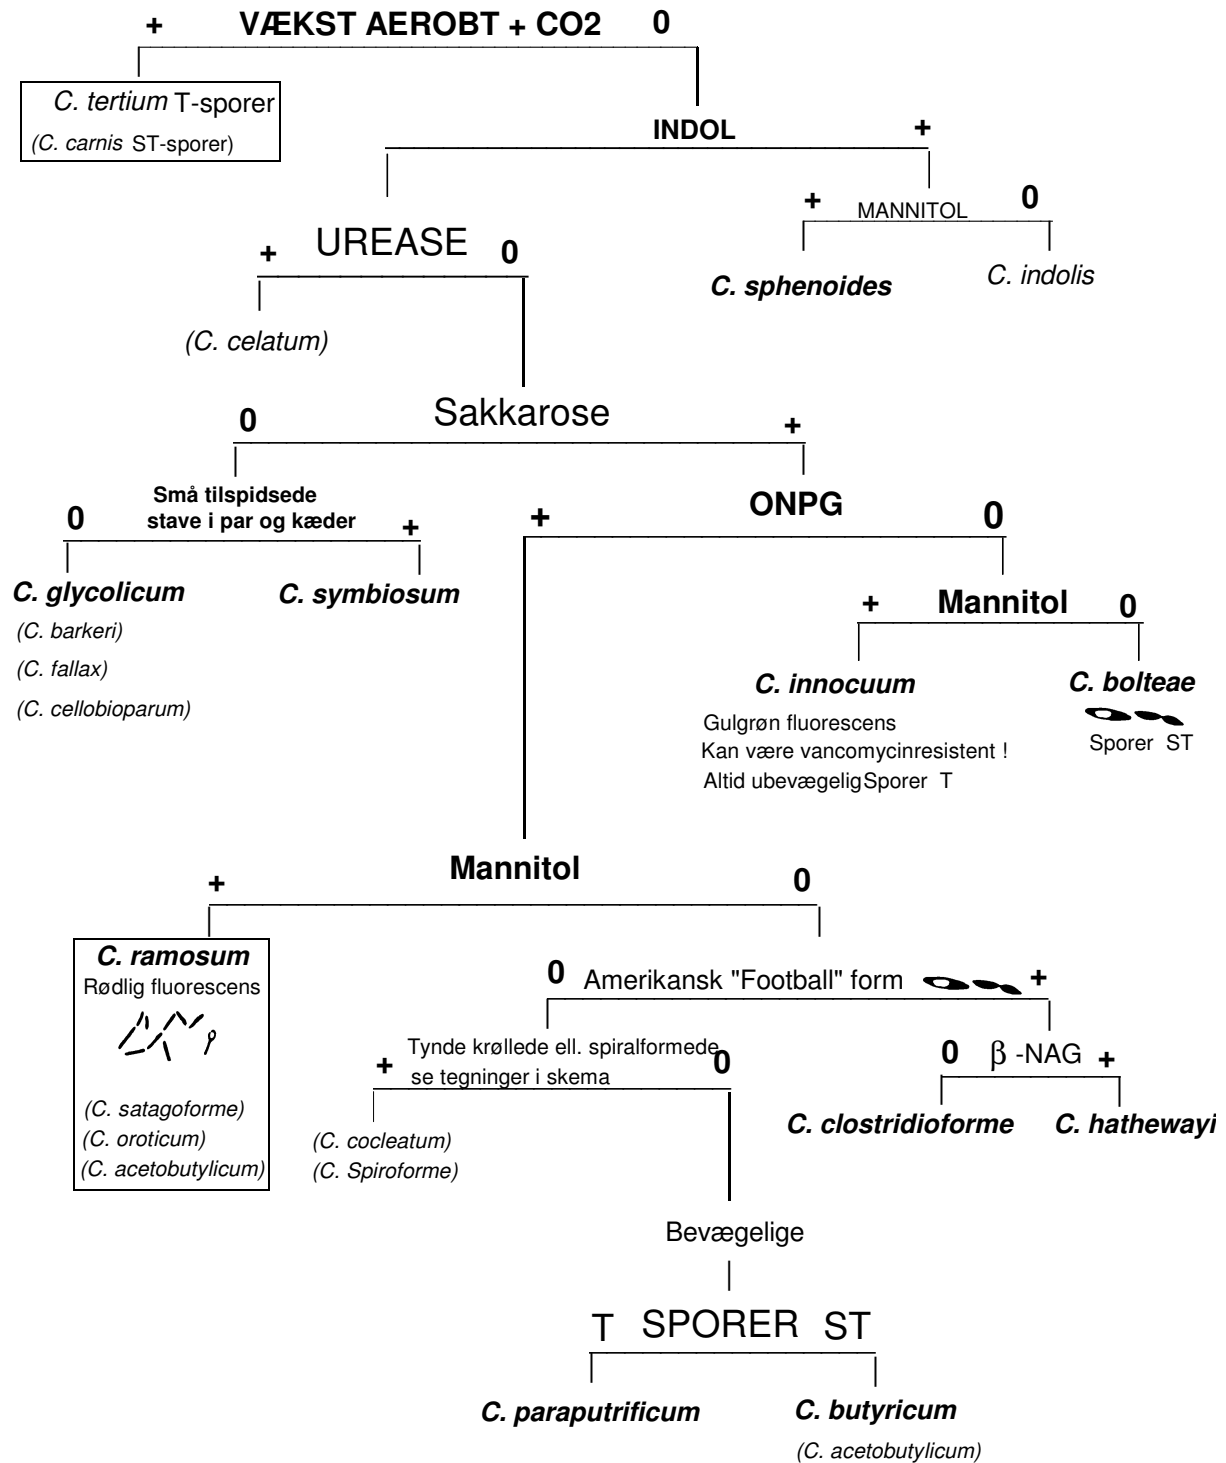 + VÆKST AEROBT + CO2 0
C. tertium T-sporer
(C. carnis ST-sporer)
INDOL +
+ MANNITOL 0
C. sphenoides
C. indolis
+ UREASE 0
(C. celatum)
0 Sakkarose +
Små tilspidsede
0 stave i par og kæder +
C. glycolicum
C. symbiosum
(C. barkeri)
(C. fallax)
(C. cellobioparum)
+ ONPG 0
+ Mannitol 0
C. innocuum
Gulgrøn fluorescens
Kan være vancomycinresistent !
Altid ubevægelig Sporer T
C. bolteae
Sporer ST
+ Mannitol 0
C. ramosum
Rødlig fluorescens
(C. satagoforme)
(C. oroticum)
(C. acetobutylicum)
0 Amerikansk "Football" form +
Tynde krøllede ell. spiralformede
+ se tegninger i skema 0
(C. cocleatum)
(C. Spiroforme)
0 β -NAG +
C. clostridioforme
C. hathewayi
Bevægelige
T SPORER ST
C. paraputrificum
C. butyricum
(C. acetobutylicum)